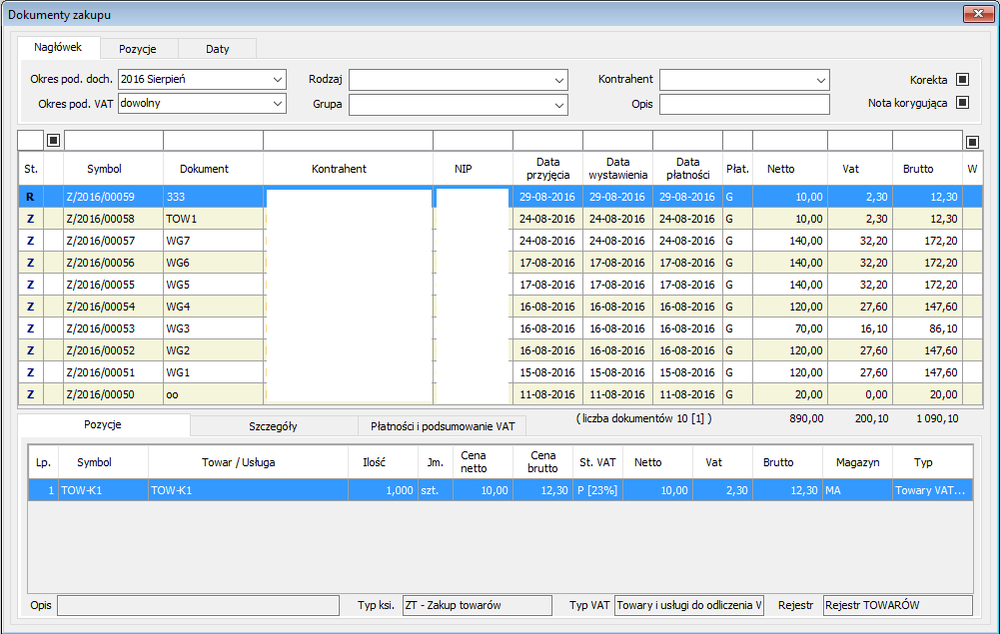 Dokumenty zakupu
Nagłówek Pozycje Daty
Okres pod. doch. 2016 Sierpień Rodzaj Kontrahent Korekta
Okres pod. VAT dowolny Grupa Opis Nota korygująca
St. Symbol Dokument Kontrahent NIP Data przyjęcia Data wystawienia Data płatności Płat. Netto Vat Brutto W
R Z/2016/00059 333 29-08-2016 29-08-2016 29-08-2016 G 10,00 2,30 12,30
Z Z/2016/00058 TOW1 24-08-2016 24-08-2016 24-08-2016 G 10,00 2,30 12,30
Z Z/2016/00057 WG7 24-08-2016 24-08-2016 24-08-2016 G 140,00 32,20 172,20
Z Z/2016/00056 WG6 17-08-2016 17-08-2016 17-08-2016 G 140,00 32,20 172,20
Z Z/2016/00055 WG5 17-08-2016 17-08-2016 17-08-2016 G 140,00 32,20 172,20
Z Z/2016/00054 WG4 16-08-2016 16-08-2016 16-08-2016 G 120,00 27,60 147,60
Z Z/2016/00053 WG3 16-08-2016 16-08-2016 16-08-2016 G 70,00 16,10 86,10
Z Z/2016/00052 WG2 16-08-2016 16-08-2016 16-08-2016 G 120,00 27,60 147,60
Z Z/2016/00051 WG1 15-08-2016 15-08-2016 15-08-2016 G 120,00 27,60 147,60
Z Z/2016/00050 oo 11-08-2016 11-08-2016 11-08-2016 G 20,00 0,00 20,00
(liczba dokumentów 10 [1] ) 890,00 200,10 1 090,10
Pozycje Szczegóły Płatności i podsumowanie VAT
Lp. Symbol Towar / Usługa Ilość Jm. Cena netto Cena brutto St. VAT Netto Vat Brutto Magazyn Typ
1 TOW-K1 TOW-K1 1,000 szt. 10,00 12,30 P [23%] 10,00 2,30 12,30 MA Towary VAT...
Opis Typ ksi. ZT - Zakup towarów Typ VAT Towary i usługi do odliczenia V Rejestr Rejestr TOWARÓW